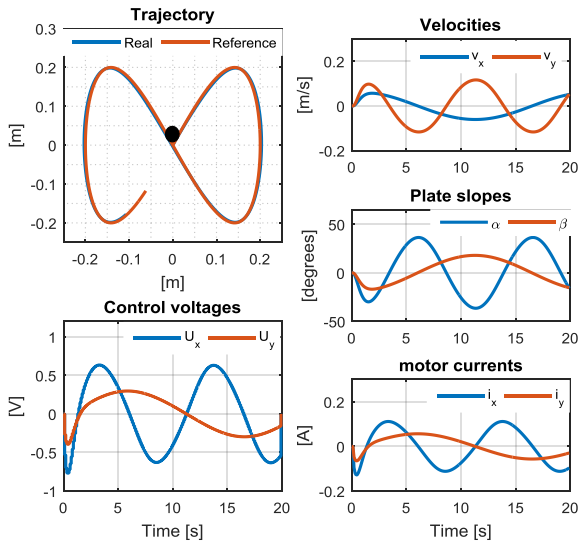 Trajectory
Real Reference
0.3
0.2
0.1
0
-0.1
-0.2
[m]
-0.2 -0.1 0 0.1 0.2
[m]
Control voltages
Uₓ U_y
1
0.5
0
-0.5
-1
[V]
0 5 10 15 20
Time [s]
Velocities
vₓ v_y
0.2
0
-0.2
[m/s]
0 5 10 15 20
Plate slopes
α β
50
0
-50
[degrees]
0 5 10 15 20
motor currents
iₓ i_y
0.2
0
-0.2
[A]
0 5 10 15 20
Time [s]